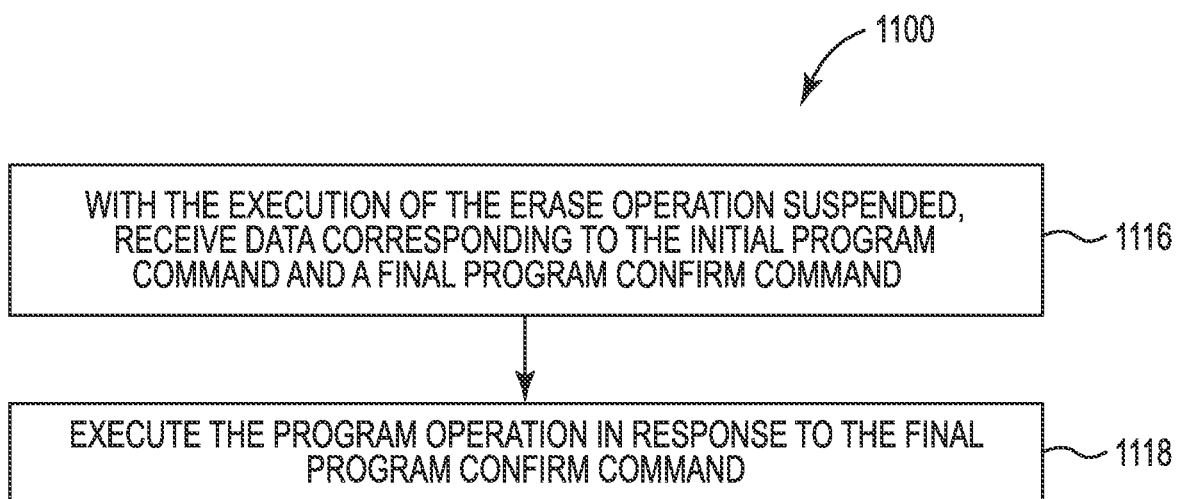 1100
WITH THE EXECUTION OF THE ERASE OPERATION SUSPENDED,
RECEIVE DATA CORRESPONDING TO THE INITIAL PROGRAM
COMMAND AND A FINAL PROGRAM CONFIRM COMMAND
1116
EXECUTE THE PROGRAM OPERATION IN RESPONSE TO THE FINAL
PROGRAM CONFIRM COMMAND
1118